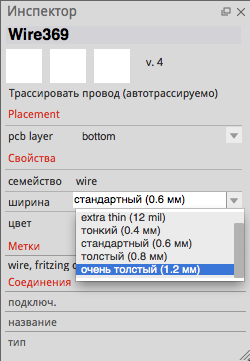 Инспектор
Wire369
v. 4
Трассировать провод (автотрассируемо)
Placement
pcb layer bottom
Свойства
семейство wire
ширина стандартный (0.6 мм)
extra thin (12 mil)
тонкий (0.4 мм)
стандартный (0.6 мм)
толстый (0.8 мм)
очень толстый (1.2 мм)
цвет
Метки
wire, fritzing
Соединения
подключ.
название
тип